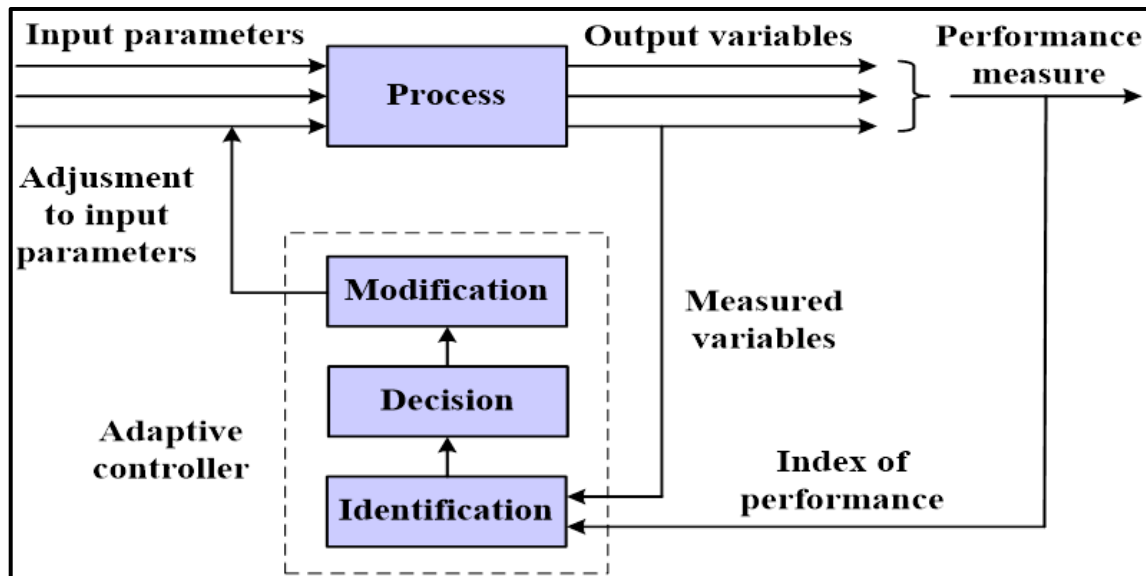 Input parameters
Output variables
Performance
measure
Process
Adjusment
to input
parameters
Modification
Measured
variables
Decision
Adaptive
controller
Index of
performance
Identification